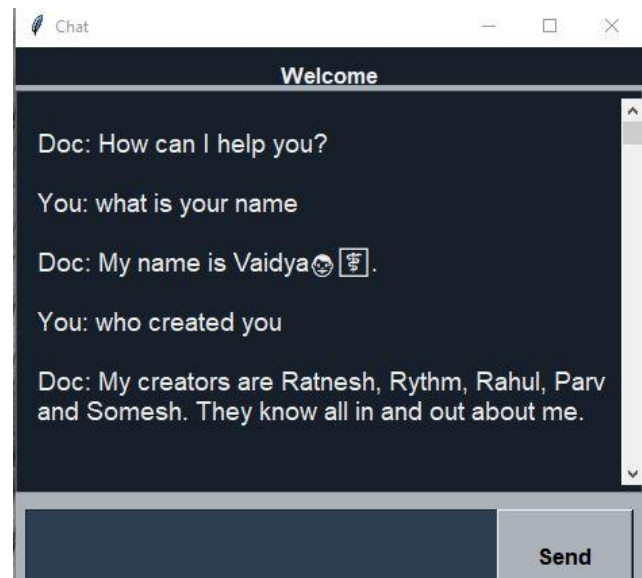 Chat
Welcome
Doc: How can I help you?
You: what is your name
Doc: My name is Vaidya👨⚕.
You: who created you
Doc: My creators are Ratnesh, Rythm, Rahul, Parv
and Somesh. They know all in and out about me.
Send